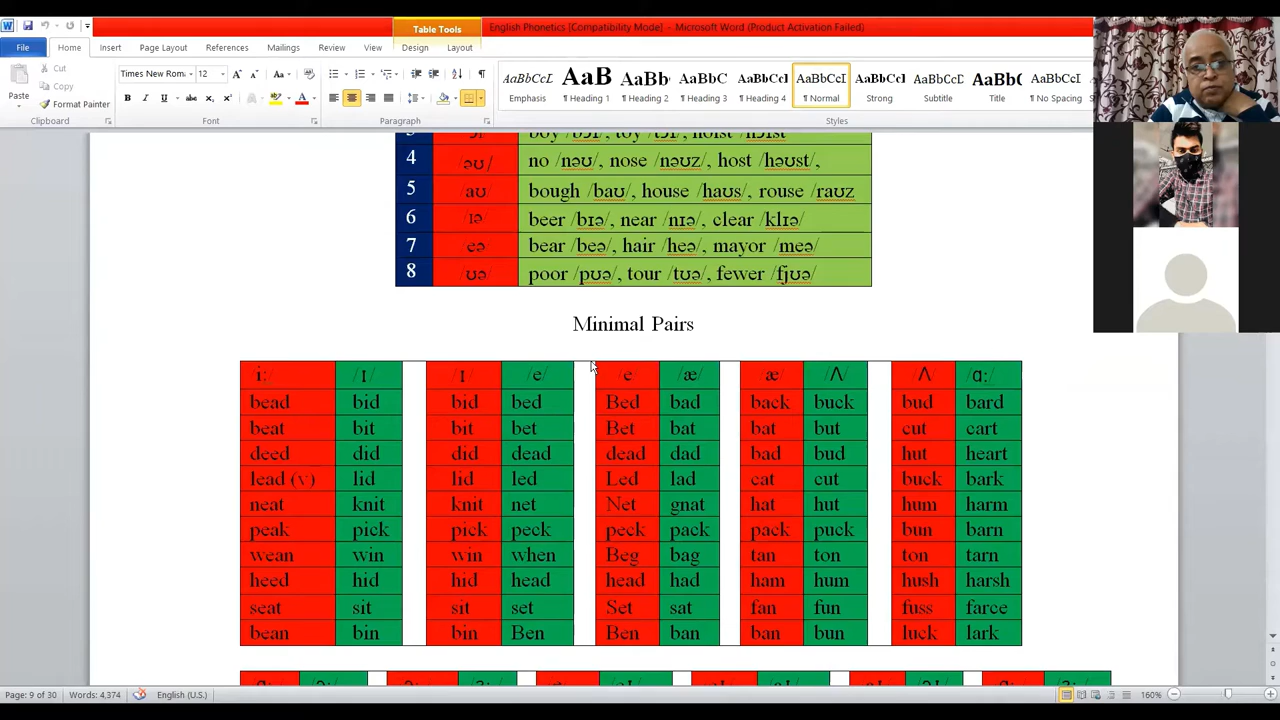 Table Tools
English Phonetics [Compatibility Mode] - Microsoft Word (Product Activation Failed)
File Home Insert Page Layout References Mailings Review View Design Layout
Cut
Copy
Format Painter
Paste
Times New Rom 12
Clipboard Font Paragraph Styles
AaBbCcI AaB AaBb AaBbC AaBbCcI AaBbCcI AaBbCcI AaBbCcI AaBbC AaBbCcI
Emphasis ¶ Heading 1 ¶ Heading 2 ¶ Heading 3 ¶ Heading 4 ¶ Normal Strong Subtitle Title ¶ No Spacing
4 əʊ/ no /nəʊ/, nose /nəʊz/, host /həʊst/,
5 /aʊ/ bough /baʊ/, house /haʊs/, rouse /raʊz
6 /ɪə/ beer /bɪə/, near /nɪə/, clear /klɪə/
7 /eə/ bear /beə/, hair /heə/, mayor /meə/
8 /ʊə/ poor /pʊə/, tour /tʊə/, fewer /fjʊə/
Minimal Pairs
i:/ /ɪ/ /ɪ/ /e/ /e /æ/ æ/ /Λ/ /Λ/ /ɑ:/
bead bid bid bed Bed bad back buck bud bard
beat bit bit bet Bet bat bat but cut cart
deed did did dead dead dad bad bud hut heart
lead (v) lid lid led Led lad cat cut buck bark
neat knit knit net Net gnat hat hut hum harm
peak pick pick peck peck pack pack puck bun barn
wean win win when Beg bag tan ton ton tarn
heed hid hid head head had ham hum hush harsh
seat sit sit set Set sat fan fun fuss farce
bean bin bin Ben Ben ban ban bun luck lark
Page: 9 of 30 Words: 4,374 English (U.S.) 160%